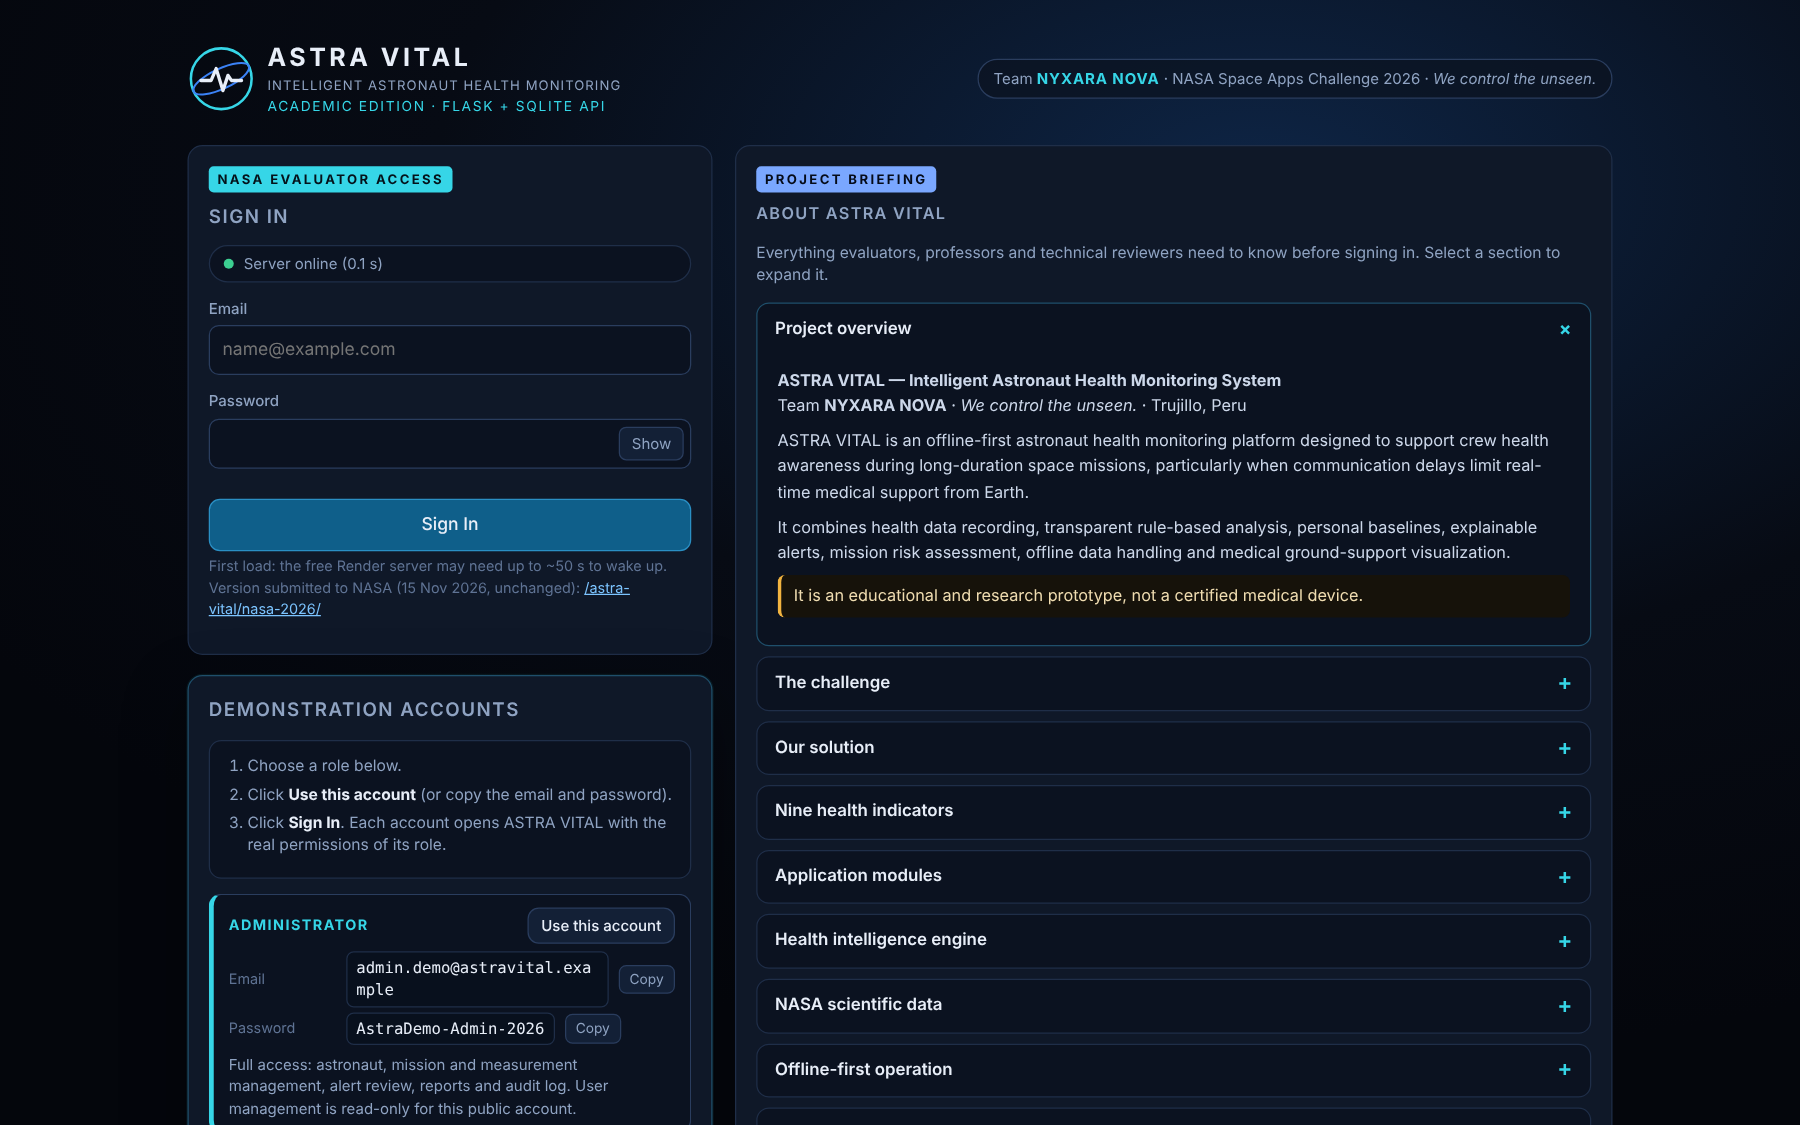 ASTRA VITAL
INTELLIGENT ASTRONAUT HEALTH MONITORING
ACADEMIC EDITION · FLASK + SQLITE API
Team NYXARA NOVA · NASA Space Apps Challenge 2026 · We control the unseen.
NASA EVALUATOR ACCESS
SIGN IN
Server online (0.1 s)
Email
name@example.com
Password
Show
Sign In
First load: the free Render server may need up to ~50 s to wake up.
Version submitted to NASA (15 Nov 2026, unchanged): /astra-
vital/nasa-2026/
DEMONSTRATION ACCOUNTS
1. Choose a role below.
2. Click Use this account (or copy the email and password).
3. Click Sign In. Each account opens ASTRA VITAL with the
real permissions of its role.
ADMINISTRATOR
Use this account
Email
admin.demo@astravital.exa
mple
Copy
Password
AstraDemo-Admin-2026
Copy
Full access: astronaut, mission and measurement
management, alert review, reports and audit log. User
management is read-only for this public account.
PROJECT BRIEFING
ABOUT ASTRA VITAL
Everything evaluators, professors and technical reviewers need to know before signing in. Select a section to
expand it.
Project overview
ASTRA VITAL — Intelligent Astronaut Health Monitoring System
Team NYXARA NOVA · We control the unseen. · Trujillo, Peru
ASTRA VITAL is an offline-first astronaut health monitoring platform designed to support crew health
awareness during long-duration space missions, particularly when communication delays limit real-
time medical support from Earth.
It combines health data recording, transparent rule-based analysis, personal baselines, explainable
alerts, mission risk assessment, offline data handling and medical ground-support visualization.
It is an educational and research prototype, not a certified medical device.
The challenge
Our solution
Nine health indicators
Application modules
Health intelligence engine
NASA scientific data
Offline-first operation